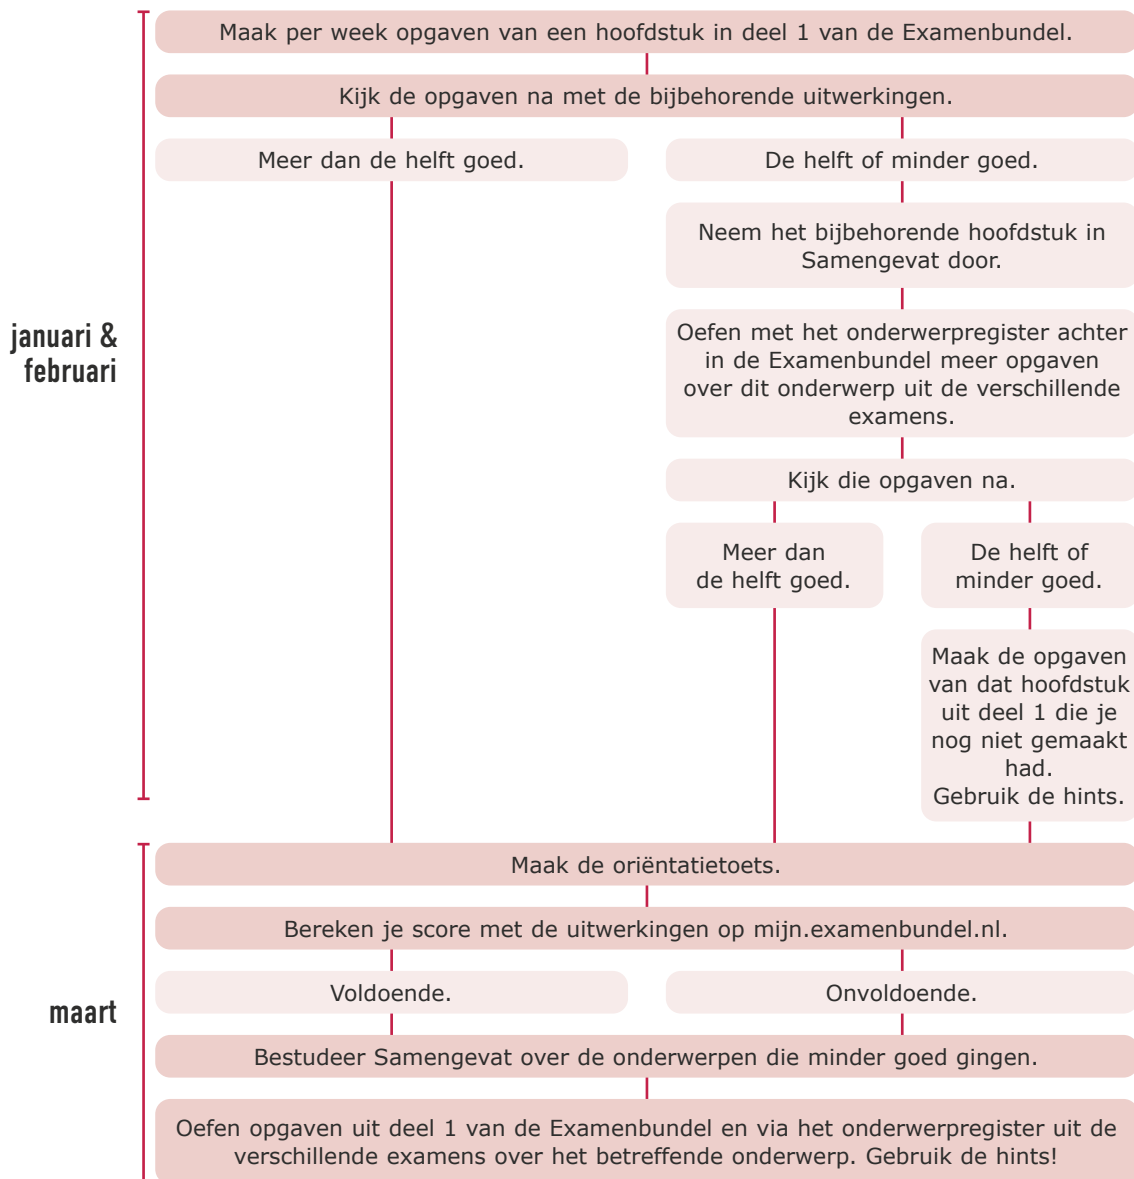 Maak per week opgaven van een hoofdstuk in deel 1 van de Examenbundel.
Kijk de opgaven na met de bijbehorende uitwerkingen.
Meer dan de helft goed.
De helft of minder goed.
Neem het bijbehorende hoofdstuk in
Samengevat door.
januari &
februari
Oefen met het onderwerpregister achter
in de Examenbundel meer opgaven
over dit onderwerp uit de verschillende
examens.
Kijk die opgaven na.
Meer dan
de helft goed.
De helft of
minder goed.
Maak de opgaven
van dat hoofdstuk
uit deel 1 die je
nog niet gemaakt
had.
Gebruik de hints.
Maak de oriëntatietoets.
Bereken je score met de uitwerkingen op mijn.examenbundel.nl.
maart
Voldoende.
Onvoldoende.
Bestudeer Samengevat over de onderwerpen die minder goed gingen.
Oefen opgaven uit deel 1 van de Examenbundel en via het onderwerpregister uit de
verschillende examens over het betreffende onderwerp. Gebruik de hints!